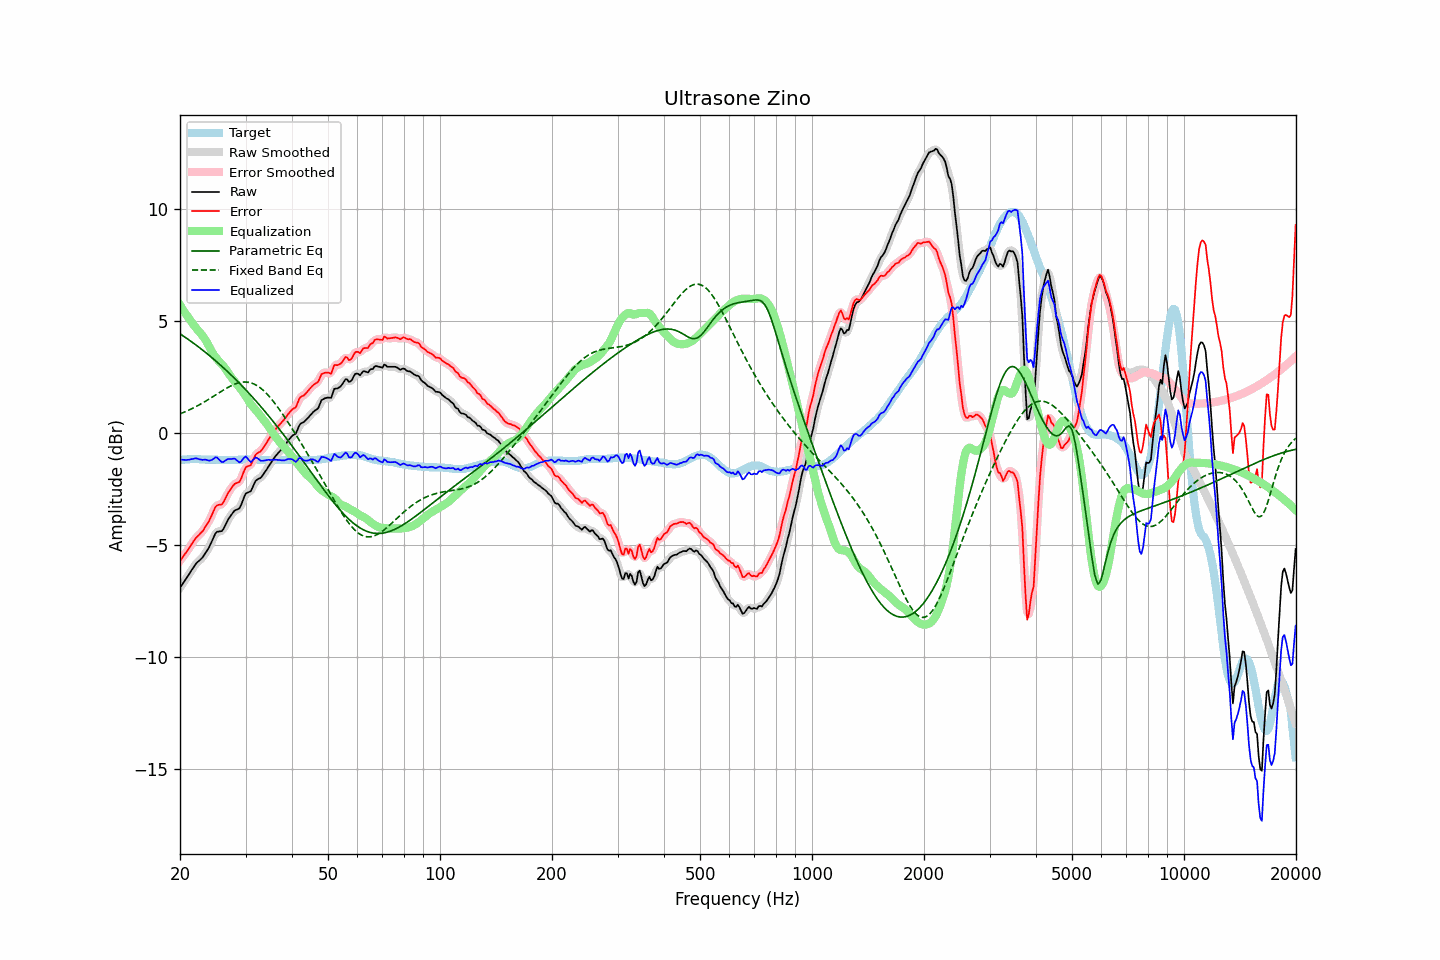 Ultrasone Zino
Target
Raw Smoothed
Error Smoothed
Raw
Error
Equalization
Parametric Eq
Fixed Band Eq
Equalized
Amplitude (dBr)
10
5
0
−5
−10
−15
20
50
100
200
500
1000
2000
5000
10000
20000
Frequency (Hz)